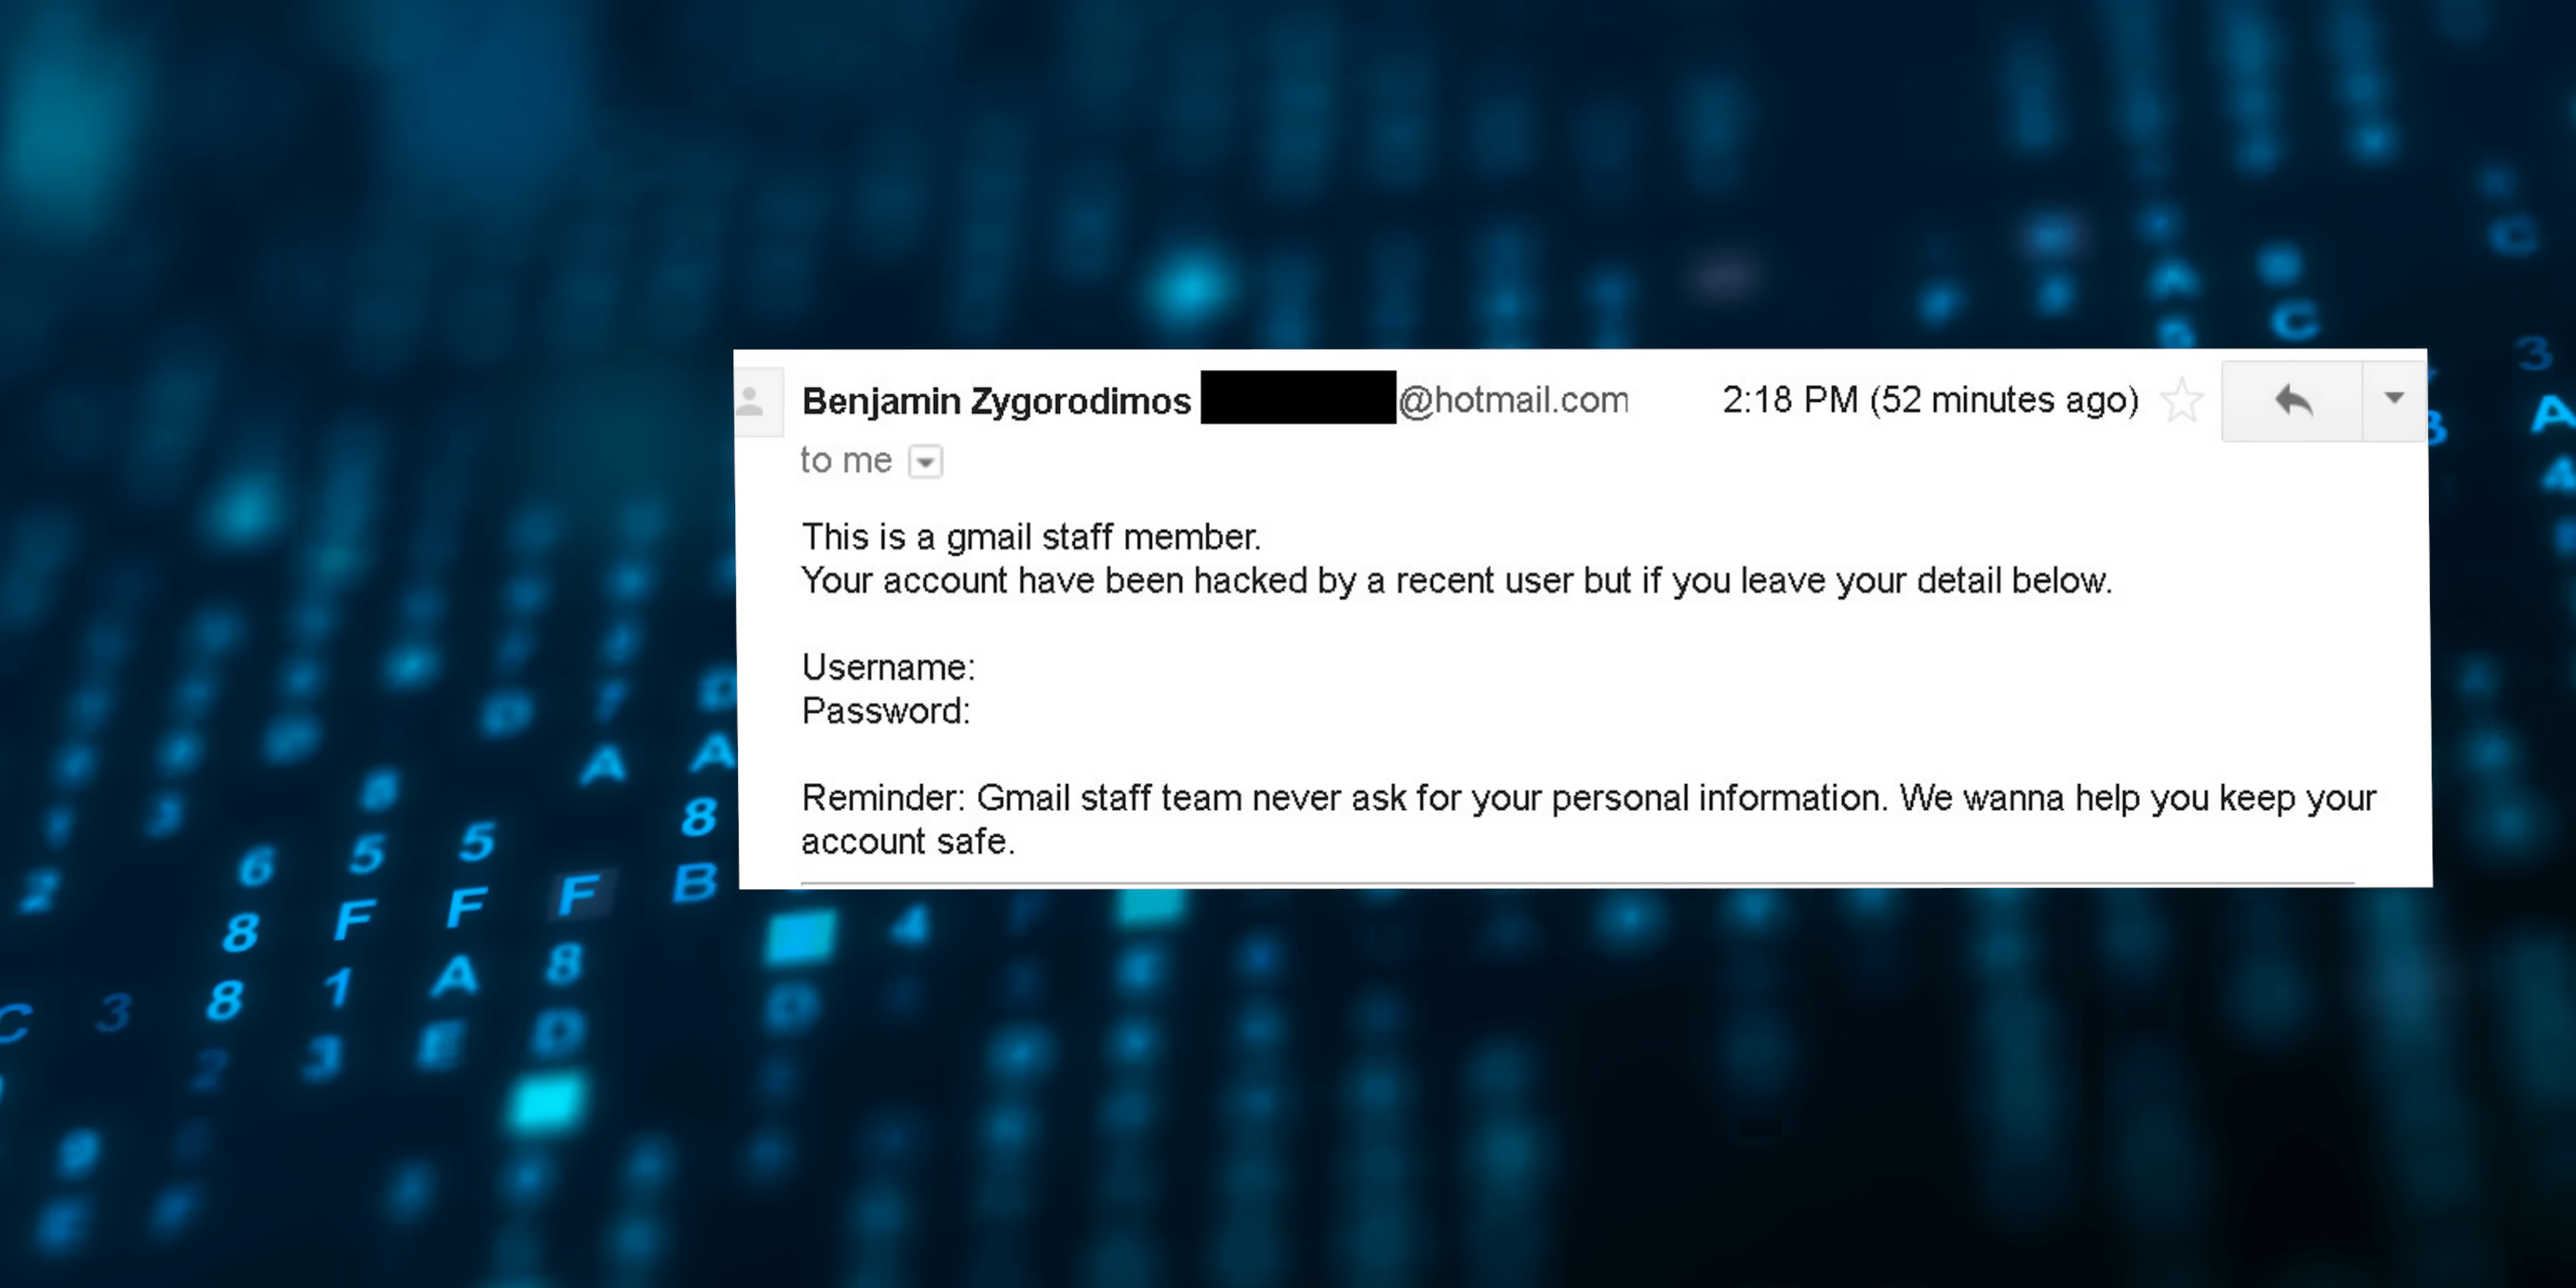 Benjamin Zygorodimos @hotmail.com 2:18 PM (52 minutes ago)
to me
This is a gmail staff member.
Your account have been hacked by a recent user but if you leave your detail below.
Username:
Password:
Reminder: Gmail staff team never ask for your personal information. We wanna help you keep your
account safe.